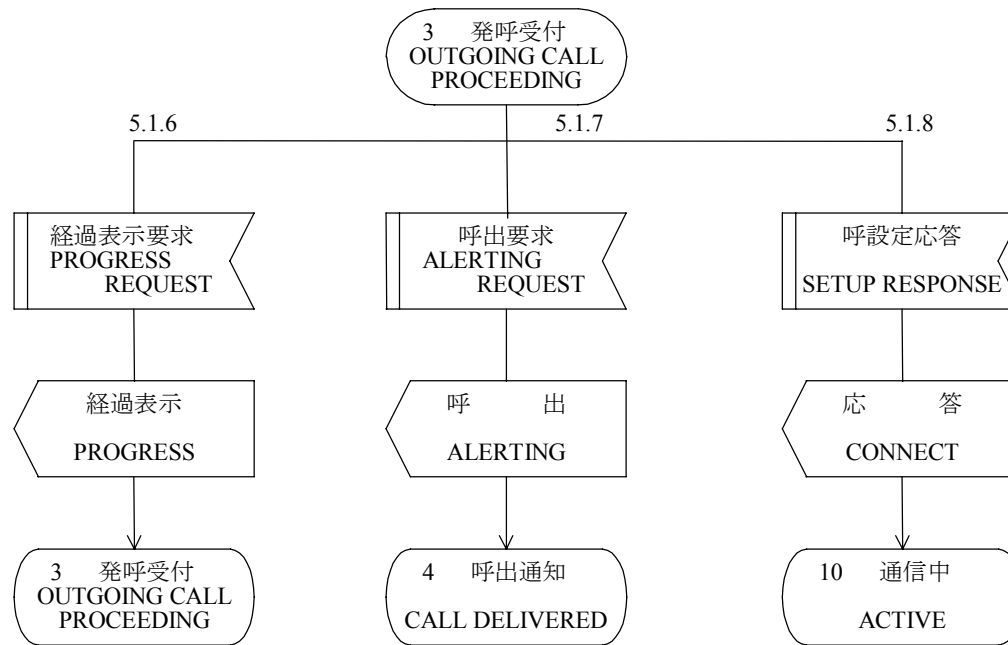 3 発呼受付
OUTGOING CALL
PROCEEDING
5.1.6
5.1.7
5.1.8
経過表示要求
PROGRESS
REQUEST
呼出要求
ALERTING
REQUEST
呼設定応答
SETUP RESPONSE
経過表示
PROGRESS
呼 出
ALERTING
応 答
CONNECT
3 発呼受付
OUTGOING CALL
PROCEEDING
4 呼出通知
CALL DELIVERED
10 通信中
ACTIVE